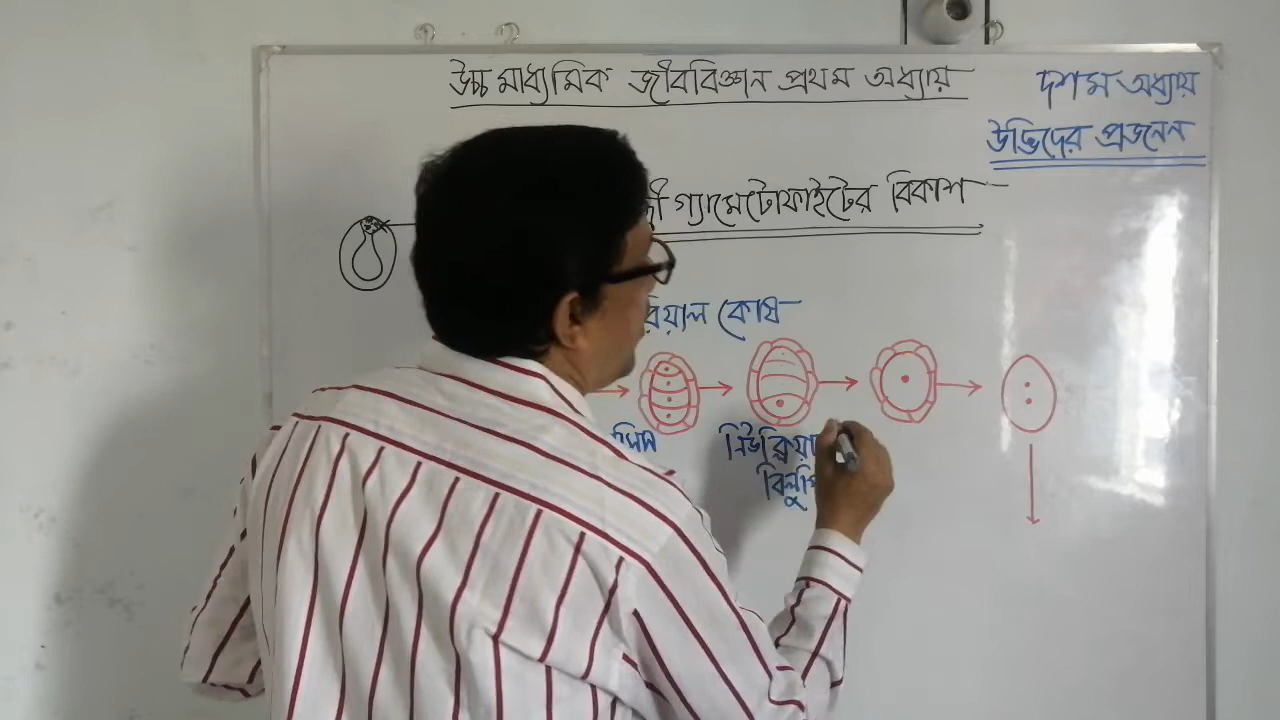 উচ্চ মাধ্যমিক জীববিজ্ঞান প্রথম অধ্যায়
দশম অধ্যায়
উদ্ভিদের প্রজনন
গ্যামেটোফাইটের বিকাশ
রিয়াল কোষ
সিস
নিউক্লিয়া
বিলুপ্তি